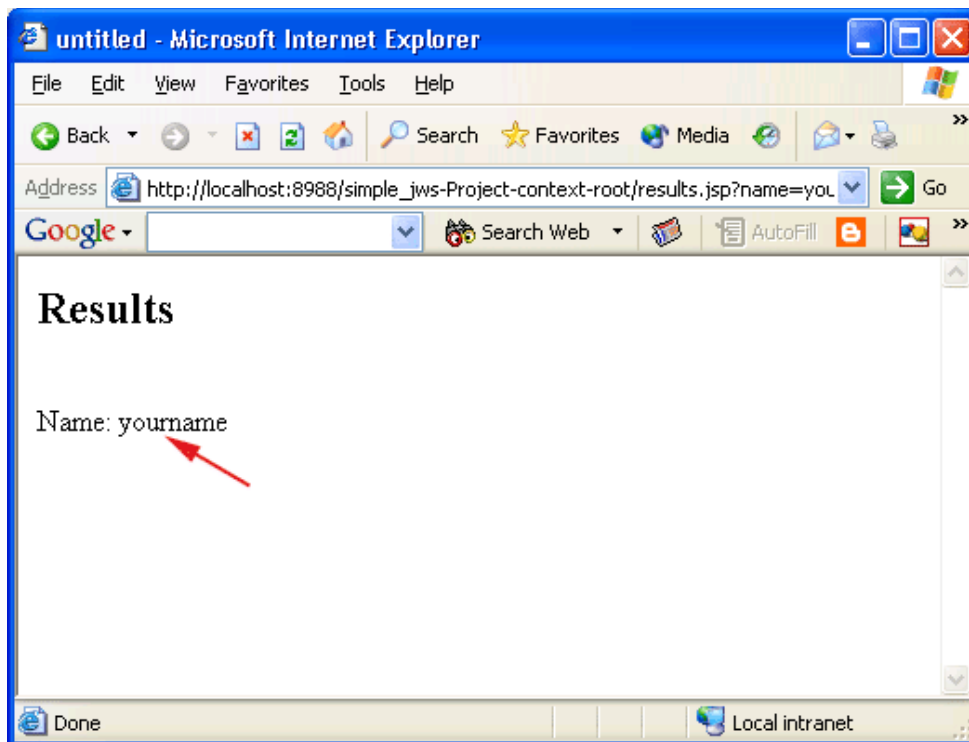 untitled - Microsoft Internet Explorer
File Edit View Favorites Tools Help
Back Search Favorites Media »
Address http://localhost:8988/simple_jws-Project-context-root/results.jsp?name=you Go
Google Search Web AutoFill »
Results
Name: yourname
Done Local intranet